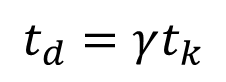 t_d = γt_k